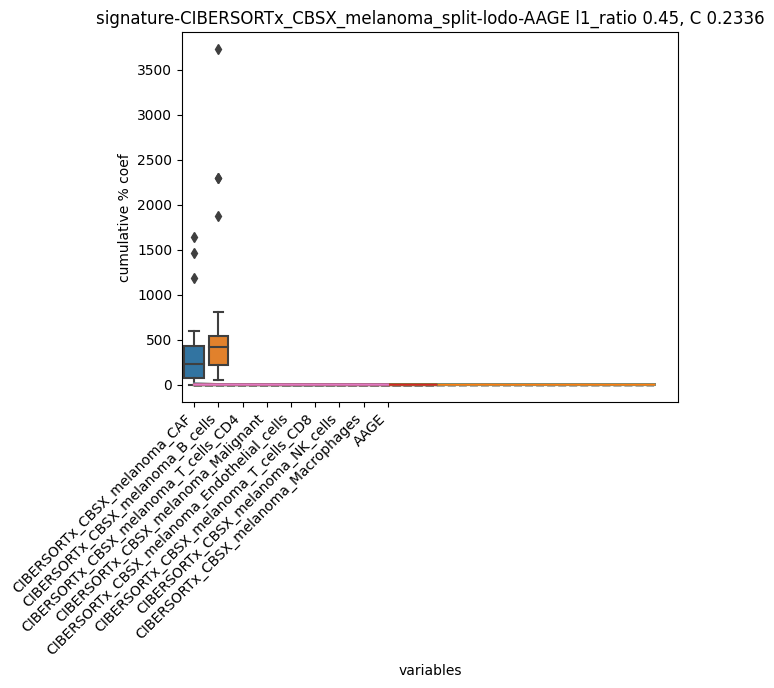 signature-CIBERSORTx_CBSX_melanoma_split-lodo-AAGE l1_ratio 0.45, C 0.2336
cumulative % coef
3500
3000
2500
2000
1500
1000
500
0
CIBERSORTx_CBSX_melanoma_CAF
CIBERSORTx_CBSX_melanoma_B_cells
CIBERSORTx_CBSX_melanoma_T_cells_CD4
CIBERSORTx_CBSX_melanoma_Malignant
CIBERSORTx_CBSX_melanoma_Endothelial_cells
CIBERSORTx_CBSX_melanoma_T_cells_CD8
CIBERSORTx_CBSX_melanoma_NK_cells
CIBERSORTx_CBSX_melanoma_Macrophages
AAGE
variables